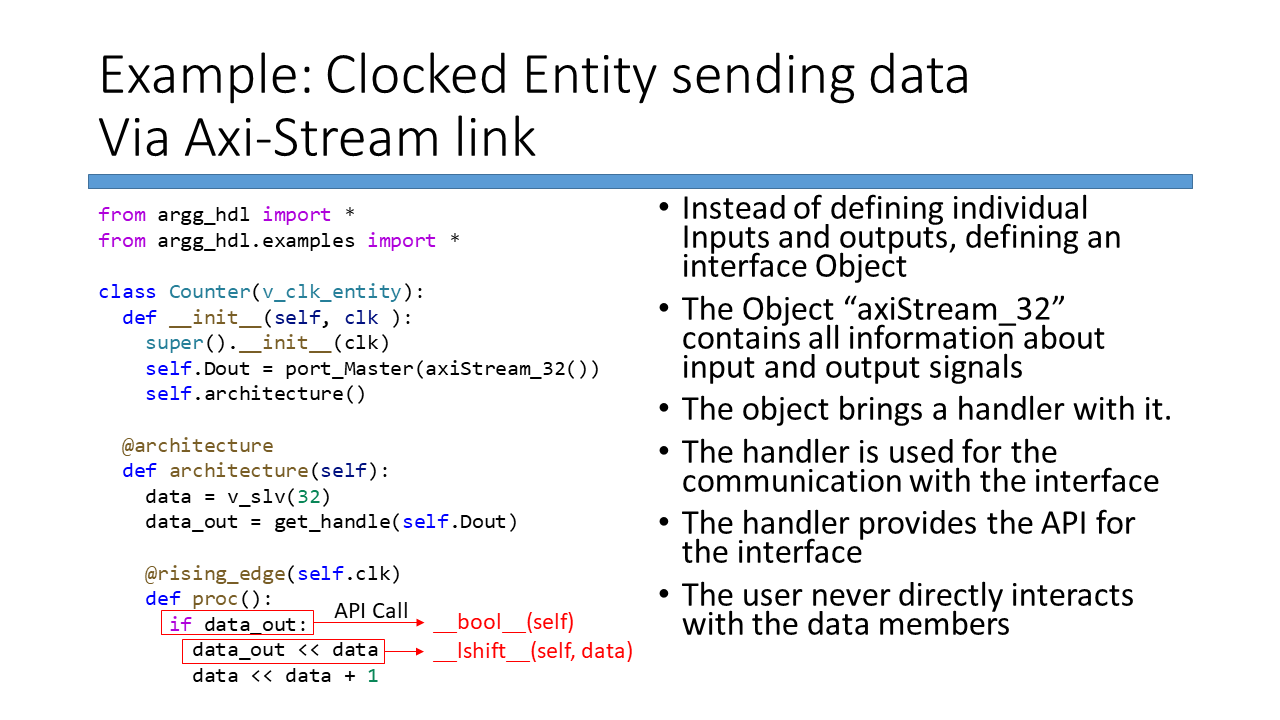 Example: Clocked Entity sending data
Via Axi-Stream link
from argg_hdl import *
from argg_hdl.examples import *
class Counter(v_clk_entity):
def __init__(self, clk ):
super().__init__(clk)
self.Dout = port_Master(axiStream_32())
self.architecture()
@architecture
def architecture(self):
data = v_slv(32)
data_out = get_handle(self.Dout)
@rising_edge(self.clk)
def proc():
if data_out:
API Call
__bool__(self)
data_out << data
__lshift__(self, data)
data << data + 1
• Instead of defining individual
Inputs and outputs, defining an
interface Object
• The Object “axiStream_32”
contains all information about
input and output signals
• The object brings a handler with it.
• The handler is used for the
communication with the interface
• The handler provides the API for
the interface
• The user never directly interacts
with the data members